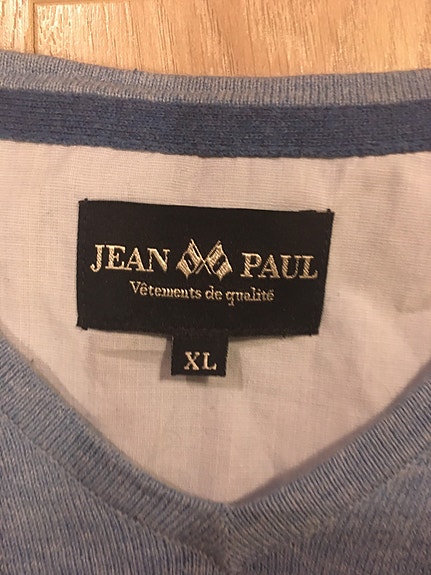 JEAN PAUL
Vêtements de qualité
XL